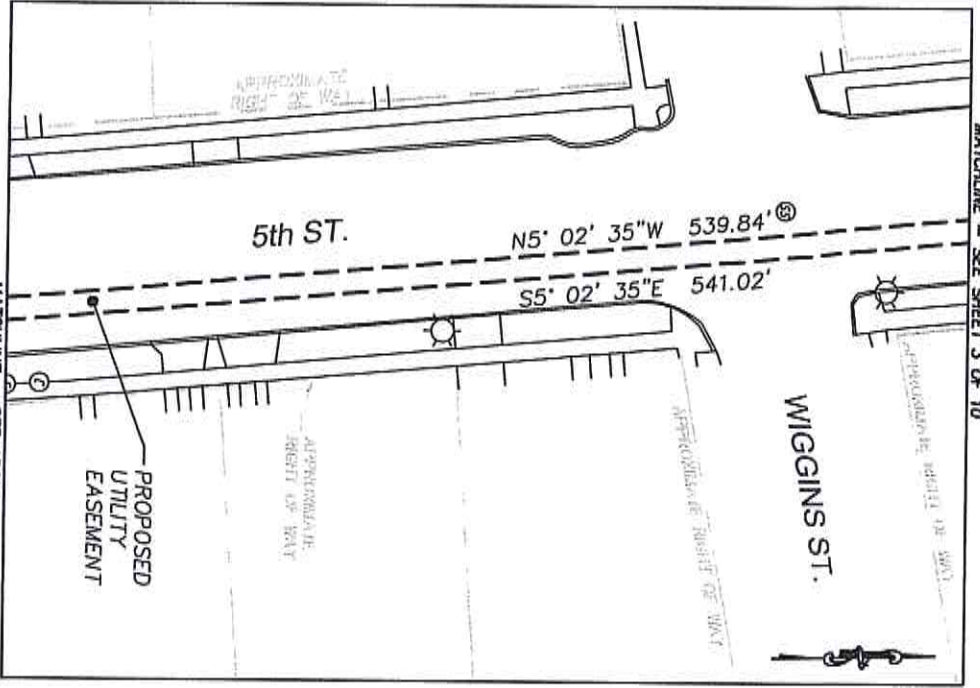 SEE SHEET 3 OF 10
APPROXIMATE
RIGHT OF WAY
5th ST.
N5° 02' 35"W 539.84'
SS
S5° 02' 35"E 541.02'
WIGGINS ST.
APPROXIMATE RIGHT OF WAY
APPROXIMATE RIGHT OF WAY
APPROXIMATE
RIGHT OF WAY
PROPOSED
UTILITY
EASEMENT